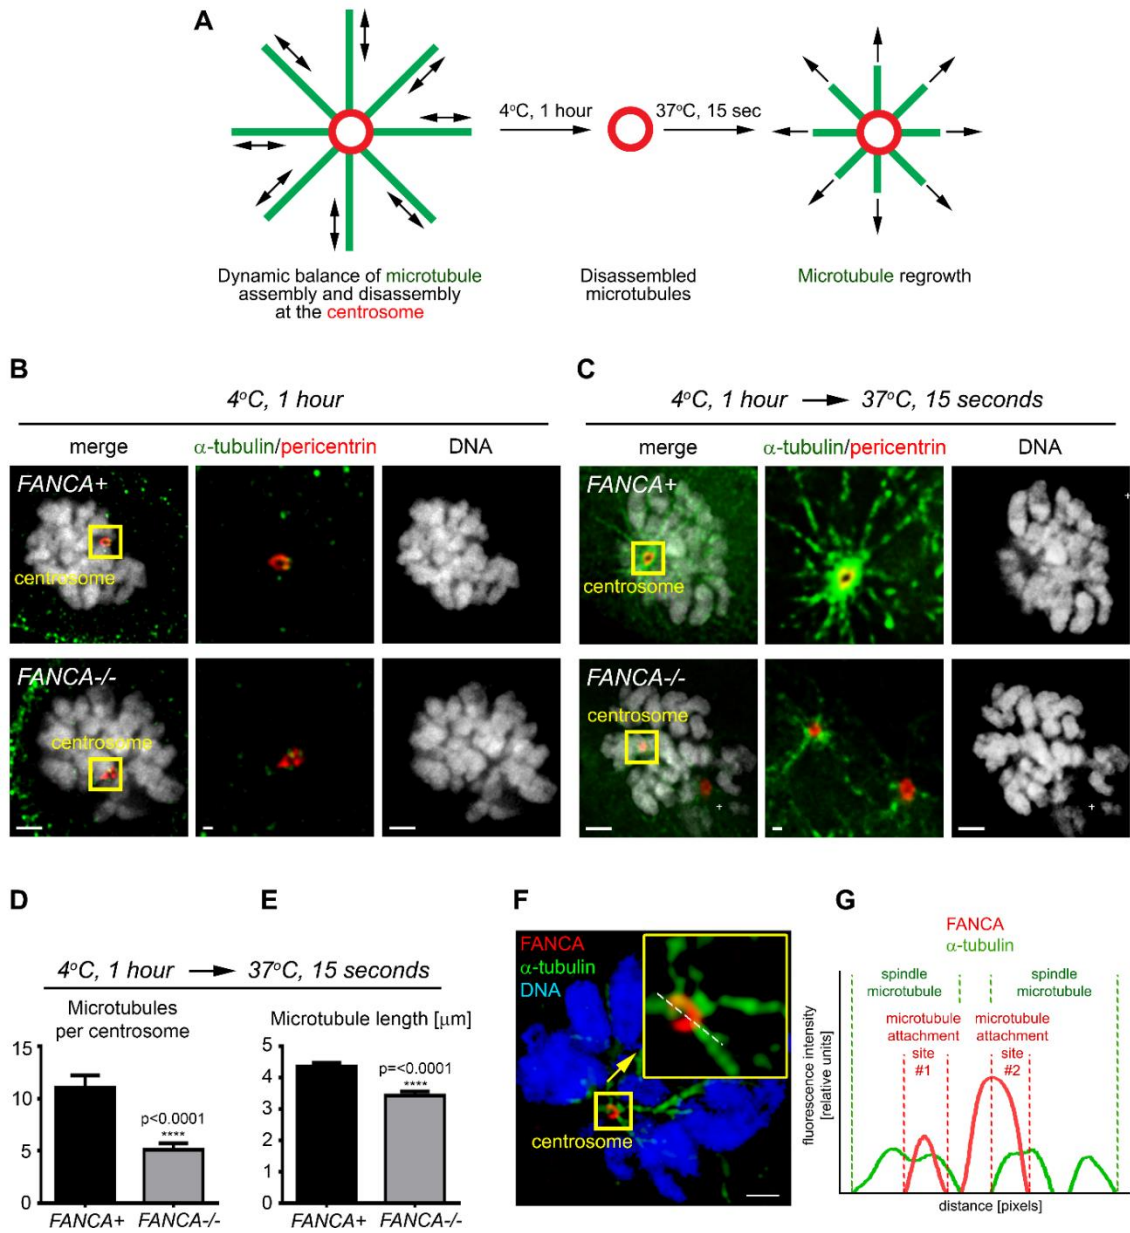 A
4°C, 1 hour
37°C, 15 sec
Dynamic balance of microtubule
assembly and disassembly
at the centrosome
Disassembled
microtubules
Microtubule regrowth
B
4°C, 1 hour
merge
α-tubulin/pericentrin
DNA
FANCA+
centrosome
FANCA-/-
centrosome
C
4°C, 1 hour
37°C, 15 seconds
merge
α-tubulin/pericentrin
DNA
FANCA+
centrosome
FANCA-/-
centrosome
D
E
4°C, 1 hour
37°C, 15 seconds
Microtubules
per centrosome
15
10
5
0
p<0.0001
****
FANCA+
FANCA-/-
Microtubule length [μm]
5
4
3
2
1
0
p=<0.0001
****
FANCA+
FANCA-/-
F
FANCA
α-tubulin
DNA
centrosome
G
FANCA
α-tubulin
spindle
microtubule
spindle
microtubule
microtubule
attachment
site
#1
microtubule
attachment
site
#2
fluorescence intensity
[relative units]
distance [pixels]